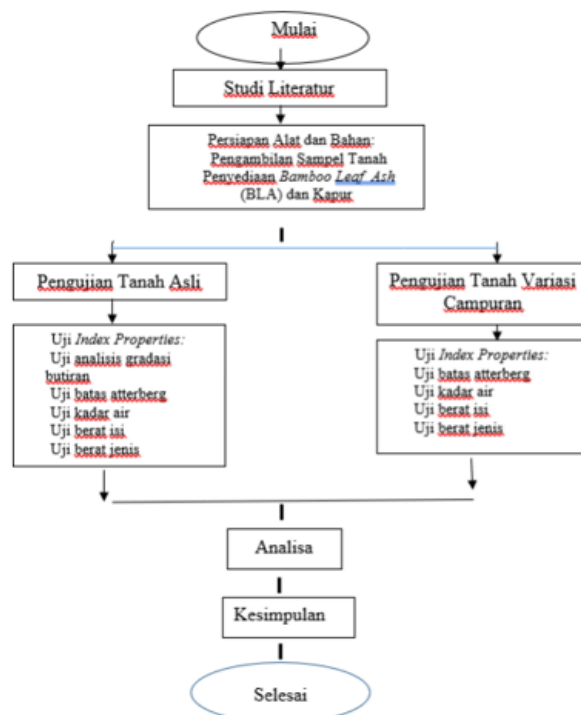 Mulai
Studi Literatur
Persiapan Alat dan Bahan:
Pengambilan Sampel Tanah
Penyediaan Bamboo Leaf Ash
(BLA) dan Kapur
Pengujian Tanah Asli
Uji Index Properties:
Uji analisis gradasi
butiran
Uji batas atterberg
Uji kadar air
Uji berat isi
Uji berat jenis
Pengujian Tanah Variasi
Campuran
Uji Index Properties:
Uji batas atterberg
Uji kadar air
Uji berat isi
Uji berat jenis
Analisa
Kesimpulan
Selesai